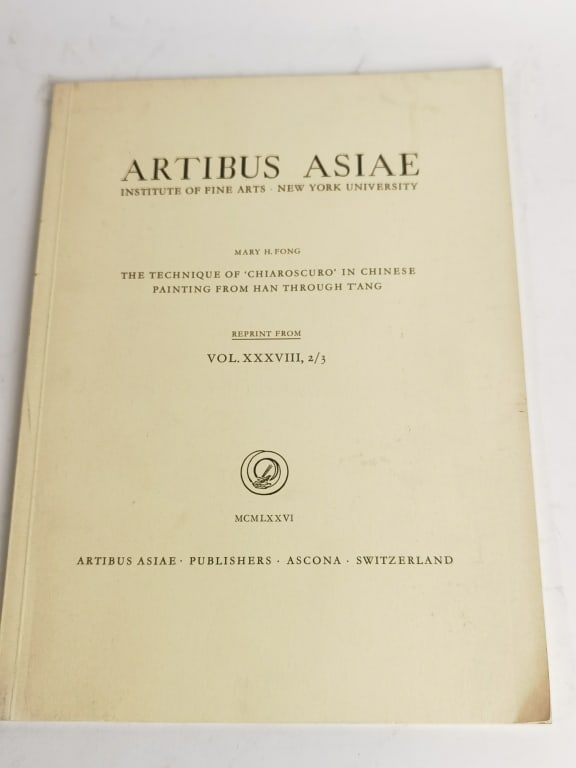 ARTIBUS ASIAE
INSTITUTE OF FINE ARTS · NEW YORK UNIVERSITY
MARY H. FONG
THE TECHNIQUE OF ‘CHIAROSCURO’ IN CHINESE
PAINTING FROM HAN THROUGH T’ANG
REPRINT FROM
VOL. XXXVIII, 2/3
MCMLXXVI
ARTIBUS ASIAE · PUBLISHERS · ASCONA · SWITZERLAND